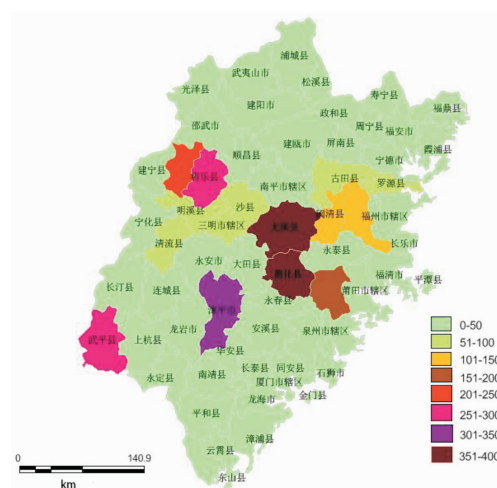 浦城县
武夷山市
松溪县
光泽县
寿宁县
建阳市
政和县
福鼎县
邵武市
周宁县
福安市
建瓯市
屏南县
霞浦县
顺昌县
宁德市
建宁县
将乐县
古田县
罗源县
南平市辖区
明溪县
沙县
闽清县
福州市辖区
宁化县
三明市辖区
尤溪县
清流县
永泰县
长乐市
永安市
大田县
德化县
福清市
平潭县
长汀县
连城县
漳平市
永春县
莆田市辖区
武平县
上杭县
龙岩市
安溪县
泉州市辖区
华安县
永定县
南靖县
长泰县
同安县
石狮市
厦门市辖区
龙海市
金门县
平和县
漳浦县
云霄县
东山县
0-50
51-100
101-150
151-200
201-250
251-300
301-350
351-400
0
140.9
km